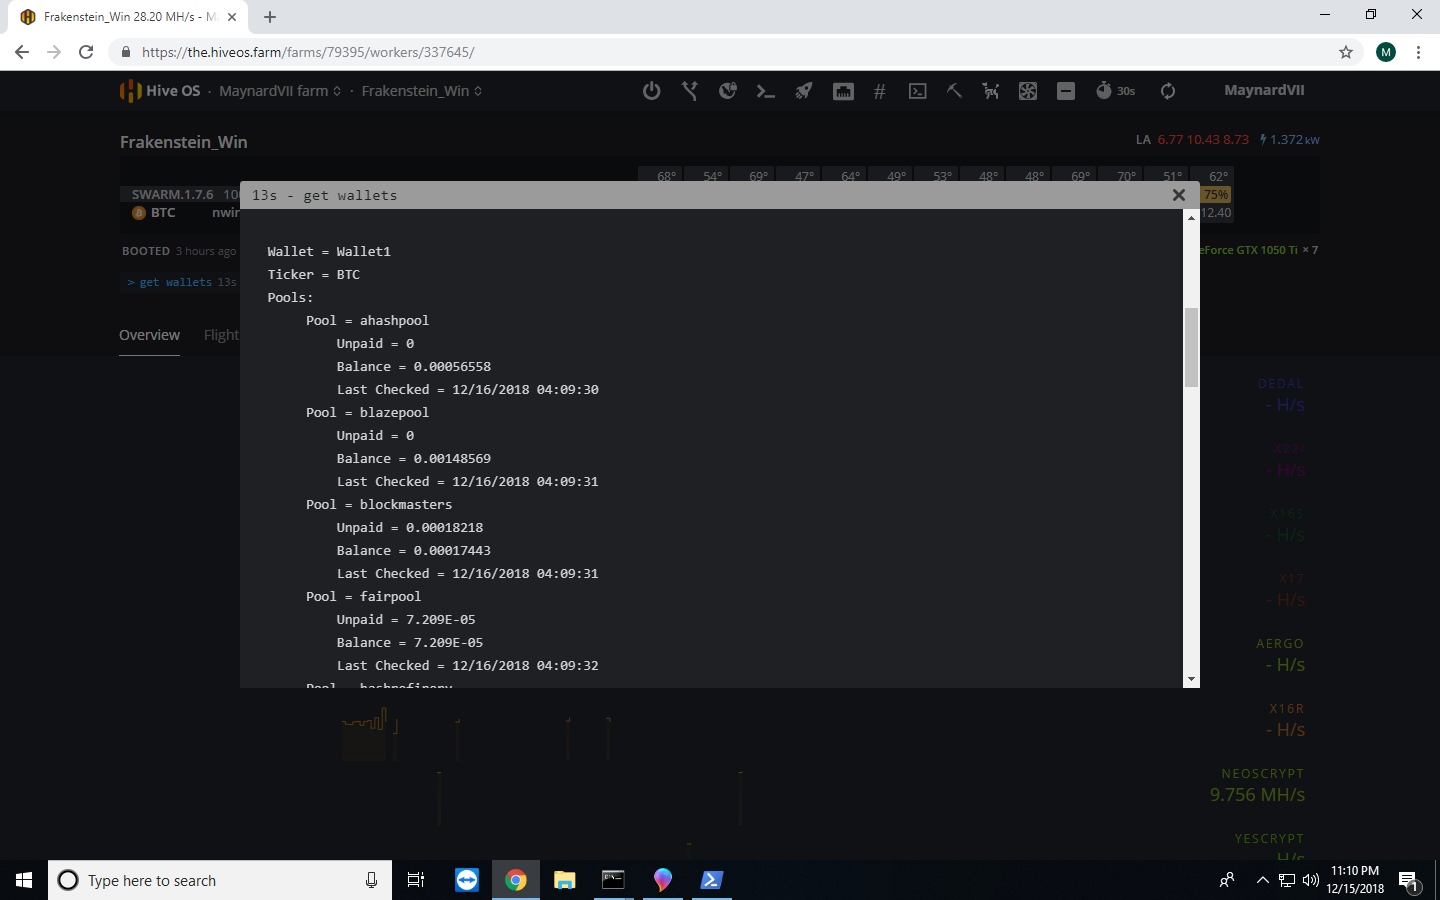 Frakenstein_Win 28.20 MH/s - M
https://the.hiveos.farm/farms/79395/workers/337645/
M
Hive OS · MaynardVII farm · Frakenstein_Win
30s
MaynardVII
Frakenstein_Win
LA 6.77 10.43 8.73 1.372 kW
68° 54° 69° 47° 64° 49° 53° 48° 48° 69° 70° 51° 62°
13s - get wallets
SWARM.1.7.6 100
75%
BTC nwir
12.40
BOOTED 3 hours ago
eForce GTX 1050 Ti × 7
> get wallets 13s
Overview Flight
Wallet = Wallet1
Ticker = BTC
Pools:
Pool = ahashpool
Unpaid = 0
Balance = 0.00056558
Last Checked = 12/16/2018 04:09:30
Pool = blazepool
Unpaid = 0
Balance = 0.00148569
Last Checked = 12/16/2018 04:09:31
Pool = blockmasters
Unpaid = 0.00018218
Balance = 0.00017443
Last Checked = 12/16/2018 04:09:31
Pool = fairpool
Unpaid = 7.209E-05
Balance = 7.209E-05
Last Checked = 12/16/2018 04:09:32
Pool = hashrefinery
DEDAL
- H/s
X22I
- H/s
X16S
- H/s
X17
- H/s
AERGO
- H/s
X16R
- H/s
NEOSCRYPT
9.756 MH/s
YESCRYPT
- H/s
Type here to search
11:10 PM
12/15/2018
1